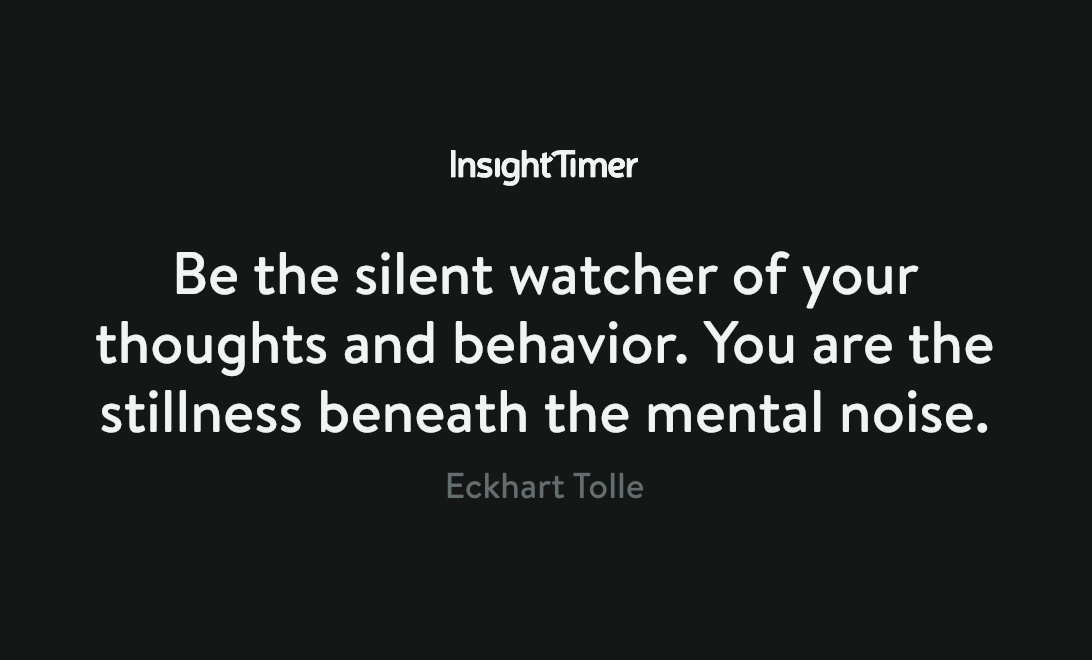 InsightTimer
Be the silent watcher of your
thoughts and behavior. You are the
stillness beneath the mental noise.
Eckhart Tolle